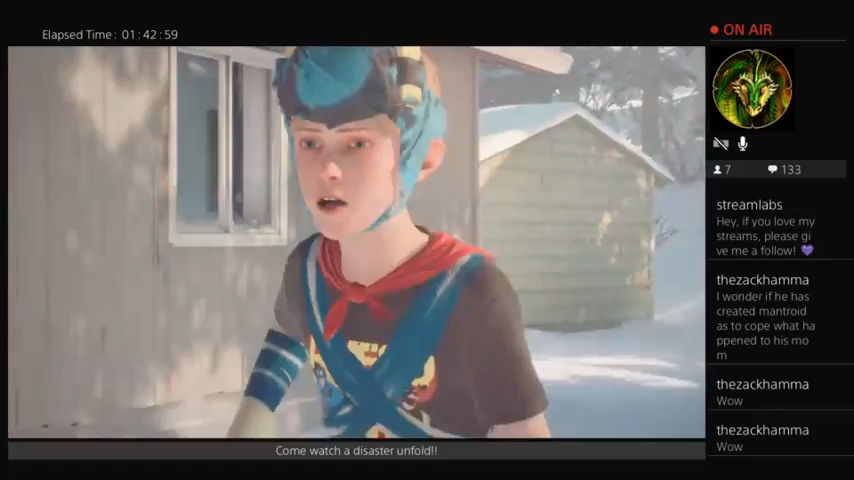 Elapsed Time: 01:42:59
ON AIR
7 133
streamlabs
Hey, if you love my
streams, please gi
ve me a follow! 💜
thezackhamma
I wonder if he has
created mantroid
as to cope what ha
ppened to his mo
m
thezackhamma
Wow
thezackhamma
Wow
Come watch a disaster unfold!!